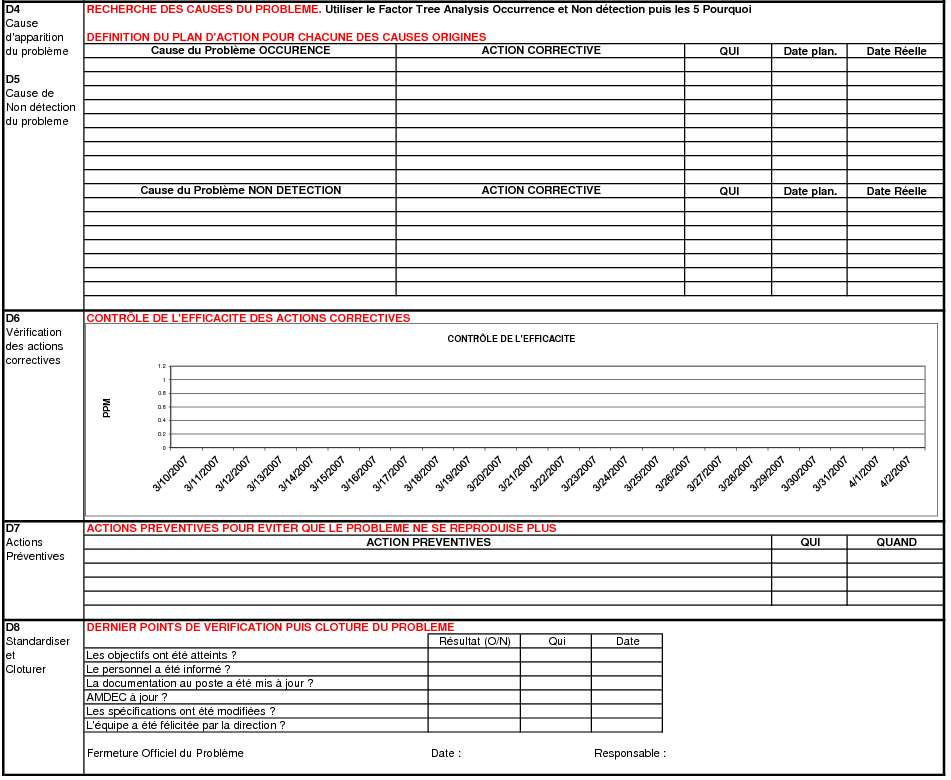 D4
Cause
d'apparition
du problème
D5
Cause de
Non détection
du probleme
RECHERCHE DES CAUSES DU PROBLEME. Utiliser le Factor Tree Analysis Occurrence et Non détection puis les 5 Pourquoi
DEFINITION DU PLAN D'ACTION POUR CHACUNE DES CAUSES ORIGINES
Cause du Problème OCCURENCE ACTION CORRECTIVE QUI Date plan. Date Réelle
Cause du Problème NON DETECTION ACTION CORRECTIVE QUI Date plan. Date Réelle
D6
Vérification
des actions
correctives
CONTRÔLE DE L'EFFICACITE DES ACTIONS CORRECTIVES
CONTRÔLE DE L'EFFICACITE
PPM
1.2
1
0.8
0.6
0.4
0.2
0
3/10/2007 3/11/2007 3/12/2007 3/13/2007 3/14/2007 3/15/2007 3/16/2007 3/17/2007 3/18/2007 3/19/2007 3/20/2007 3/21/2007 3/22/2007 3/23/2007 3/24/2007 3/25/2007 3/26/2007 3/27/2007 3/28/2007 3/29/2007 3/30/2007 3/31/2007 4/1/2007 4/2/2007
D7
Actions
Préventives
ACTIONS PREVENTIVES POUR EVITER QUE LE PROBLEME NE SE REPRODUISE PLUS
ACTION PREVENTIVES QUI QUAND
D8
Standardiser
et
Cloturer
DERNIER POINTS DE VERIFICATION PUIS CLOTURE DU PROBLEME
Résultat (O/N) Qui Date
Les objectifs ont été atteints ?
Le personnel a été informé ?
La documentation au poste a été mis à jour ?
AMDEC à jour ?
Les spécifications ont été modifiées ?
L'équipe a été félicitée par la direction ?
Fermeture Officiel du Problème Date : Responsable :